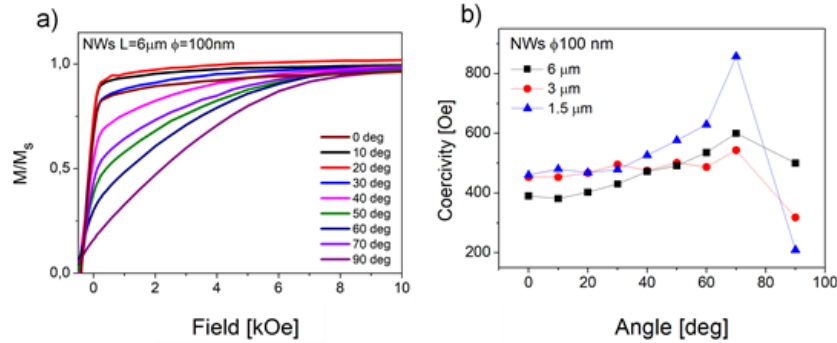 a)
NWs L=6μm ϕ=100nm
1,0
0,5
0,0
M/Ms
0 deg
10 deg
20 deg
30 deg
40 deg
50 deg
60 deg
70 deg
90 deg
0 2 4 6 8 10
Field [kOe]
b)
NWs ϕ100 nm
6 μm
3 μm
1.5 μm
800
600
400
200
Coercivity [Oe]
0 20 40 60 80 100
Angle [deg]